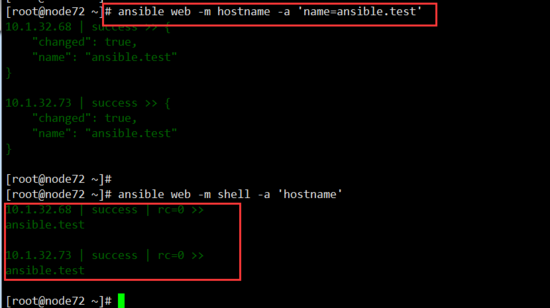 [root@node72 ~]# ansible web -m hostname -a 'name=ansible.test'
10.1.32.68 | success >> {
    "changed": true,
    "name": "ansible.test"
}

10.1.32.73 | success >> {
    "changed": true,
    "name": "ansible.test"
}

[root@node72 ~]#
[root@node72 ~]# ansible web -m shell -a 'hostname'
10.1.32.68 | success | rc=0 >>
ansible.test

10.1.32.73 | success | rc=0 >>
ansible.test

[root@node72 ~]#